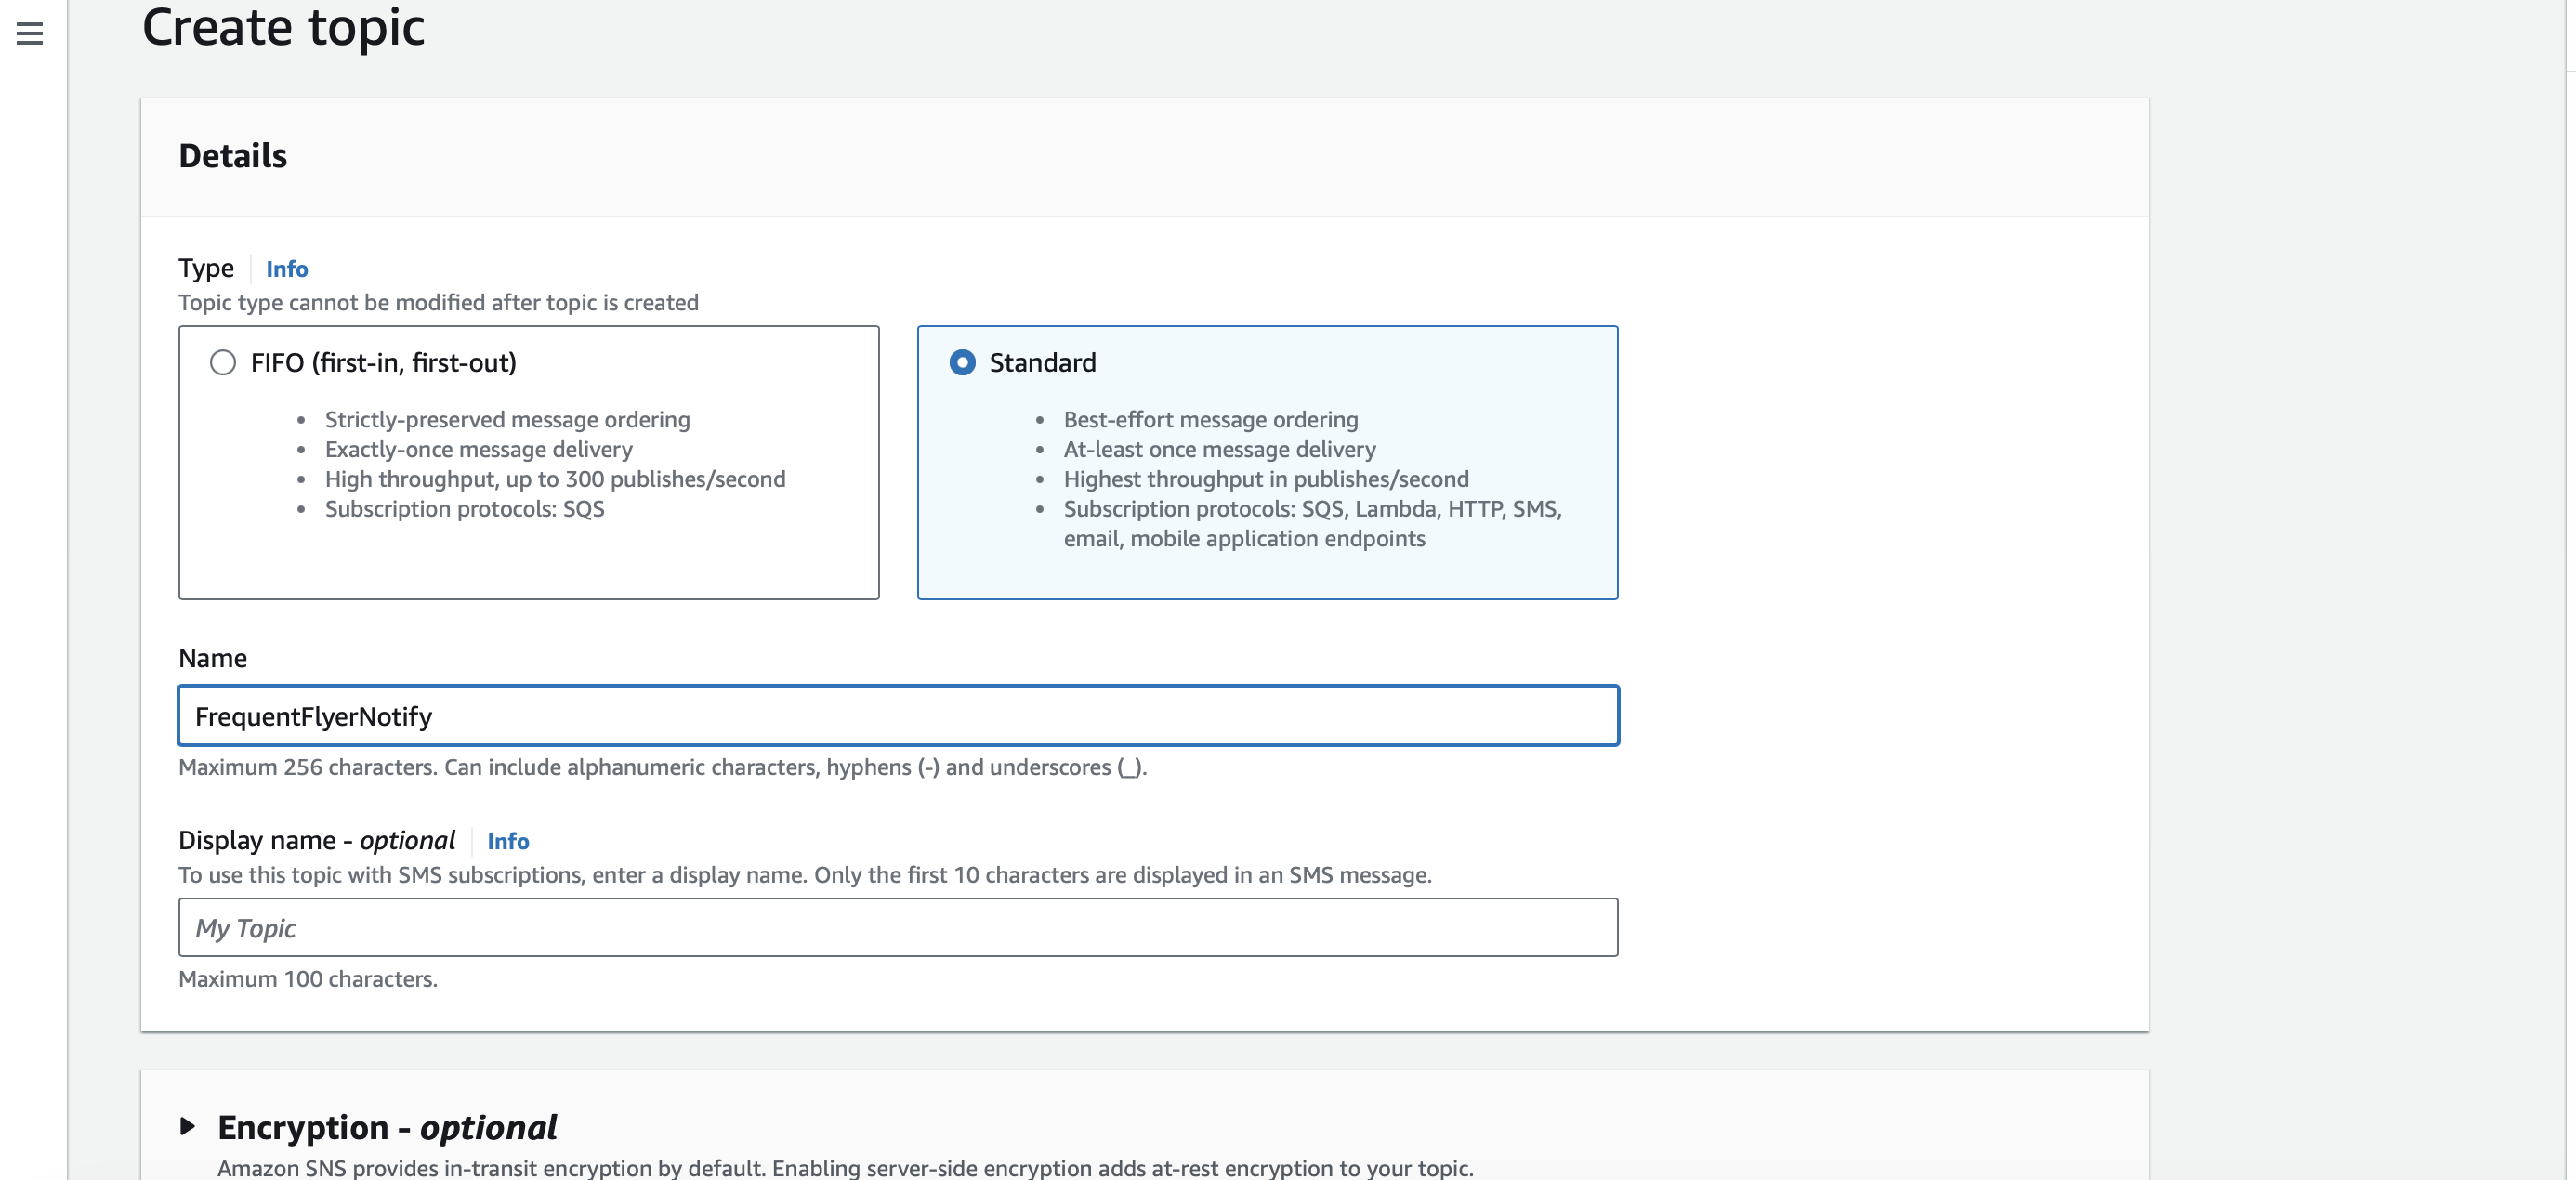 Create topic
Details
Type Info
Topic type cannot be modified after topic is created
FIFO (first-in, first-out)
• Strictly-preserved message ordering
• Exactly-once message delivery
• High throughput, up to 300 publishes/second
• Subscription protocols: SQS
Standard
• Best-effort message ordering
• At-least once message delivery
• Highest throughput in publishes/second
• Subscription protocols: SQS, Lambda, HTTP, SMS,
email, mobile application endpoints
Name
FrequentFlyerNotify
Maximum 256 characters. Can include alphanumeric characters, hyphens (-) and underscores (_).
Display name - optional Info
To use this topic with SMS subscriptions, enter a display name. Only the first 10 characters are displayed in an SMS message.
My Topic
Maximum 100 characters.
Encryption - optional
Amazon SNS provides in-transit encryption by default. Enabling server-side encryption adds at-rest encryption to your topic.